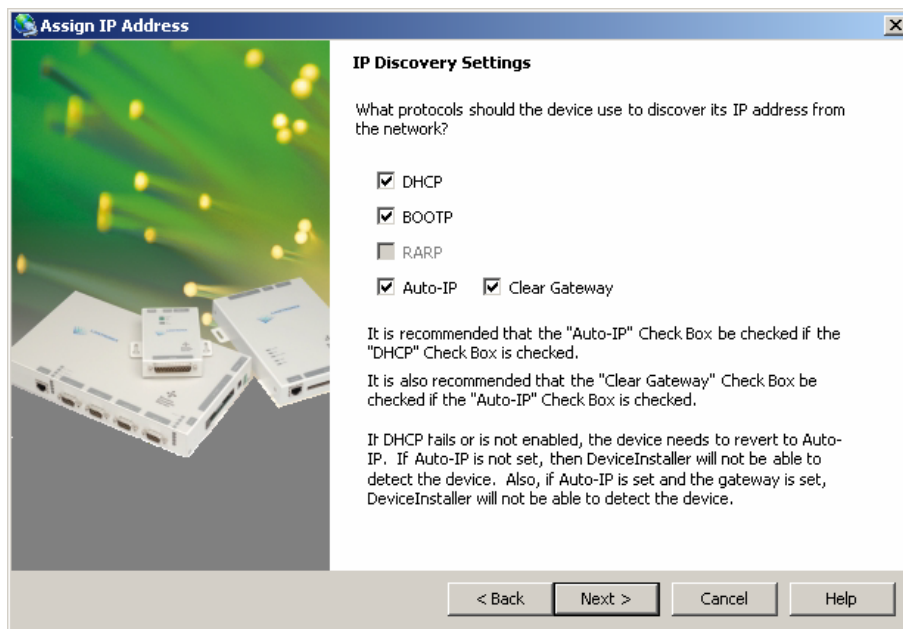 Assign IP Address
IP Discovery Settings
What protocols should the device use to discover its IP address from
the network?
DHCP
BOOTP
RARP
Auto-IP Clear Gateway
It is recommended that the "Auto-IP" Check Box be checked if the
"DHCP" Check Box is checked.
It is also recommended that the "Clear Gateway" Check Box be
checked if the "Auto-IP" Check Box is checked.
If DHCP fails or is not enabled, the device needs to revert to Auto-
IP. If Auto-IP is not set, then DeviceInstaller will not be able to
detect the device. Also, if Auto-IP is set and the gateway is set,
DeviceInstaller will not be able to detect the device.
< Back Next > Cancel Help